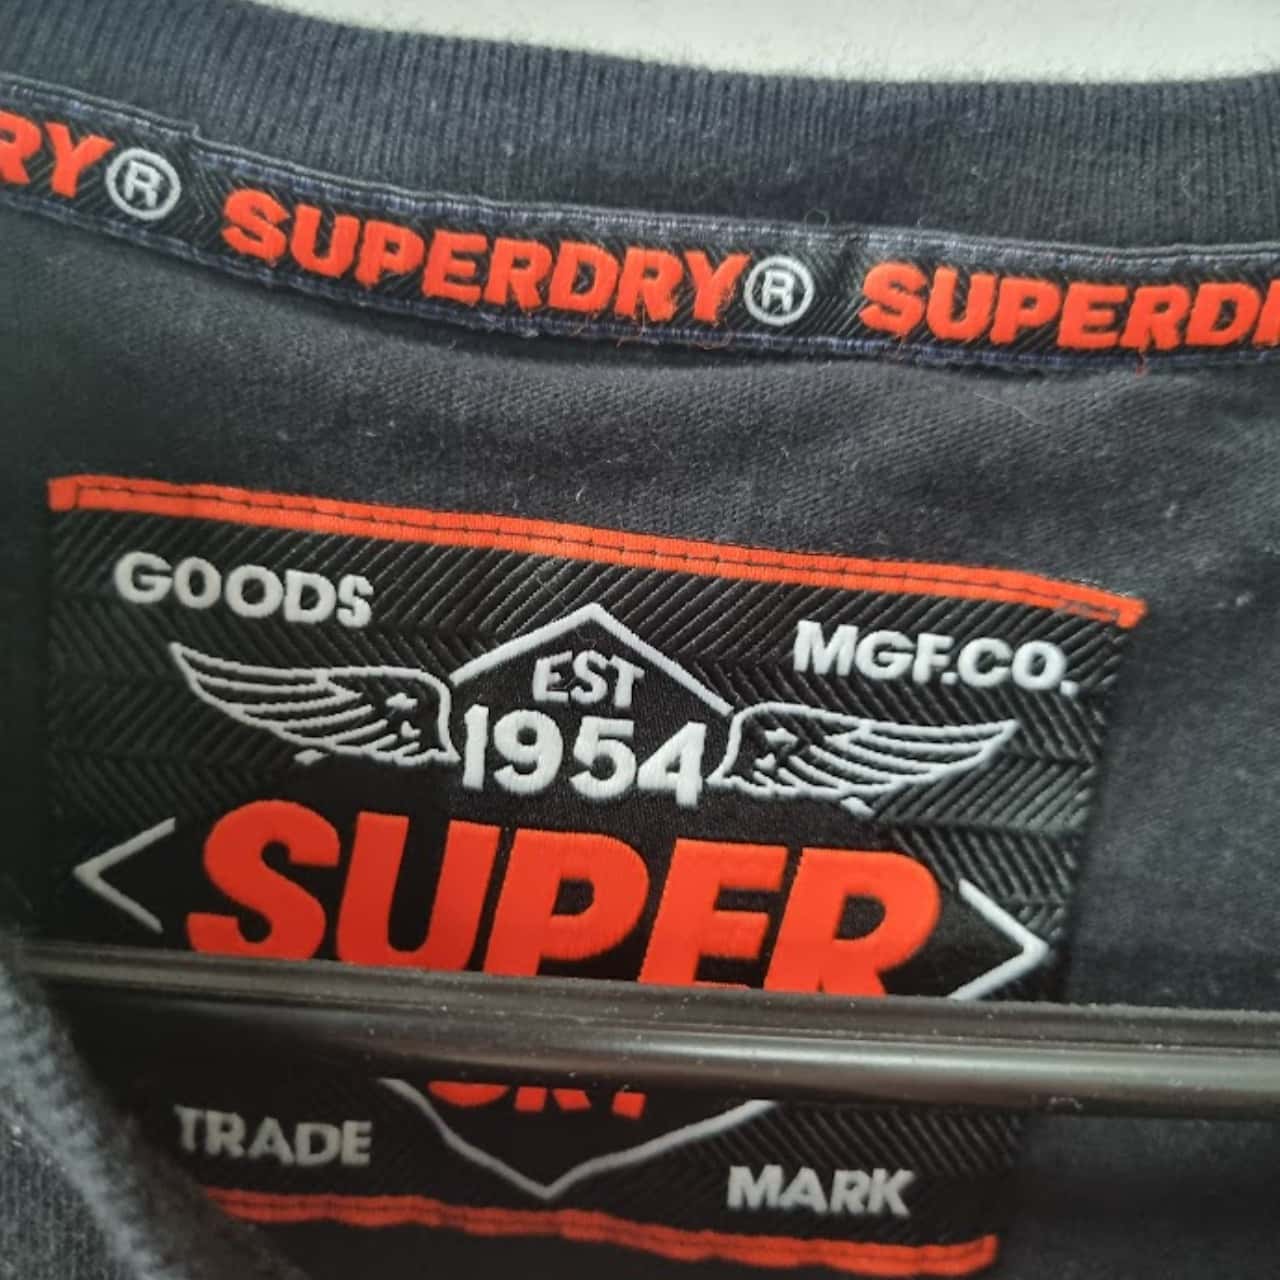 RY® SUPERDRY® SUPERD
GOODS MGF.CO.
EST
1954
SUPER
TRADE MARK